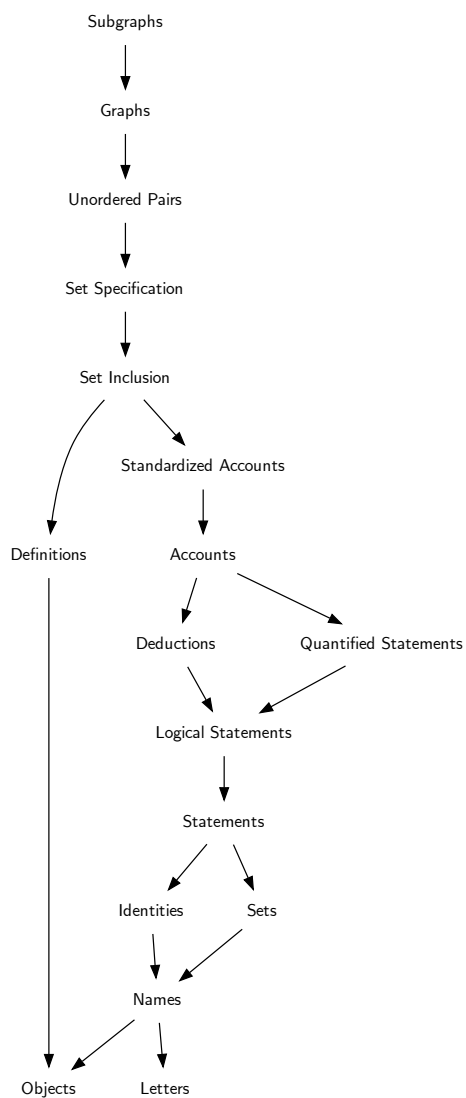 Subgraphs
Graphs
Unordered Pairs
Set Specification
Set Inclusion
Standardized Accounts
Definitions
Accounts
Deductions
Quantified Statements
Logical Statements
Statements
Identities
Sets
Names
Objects
Letters